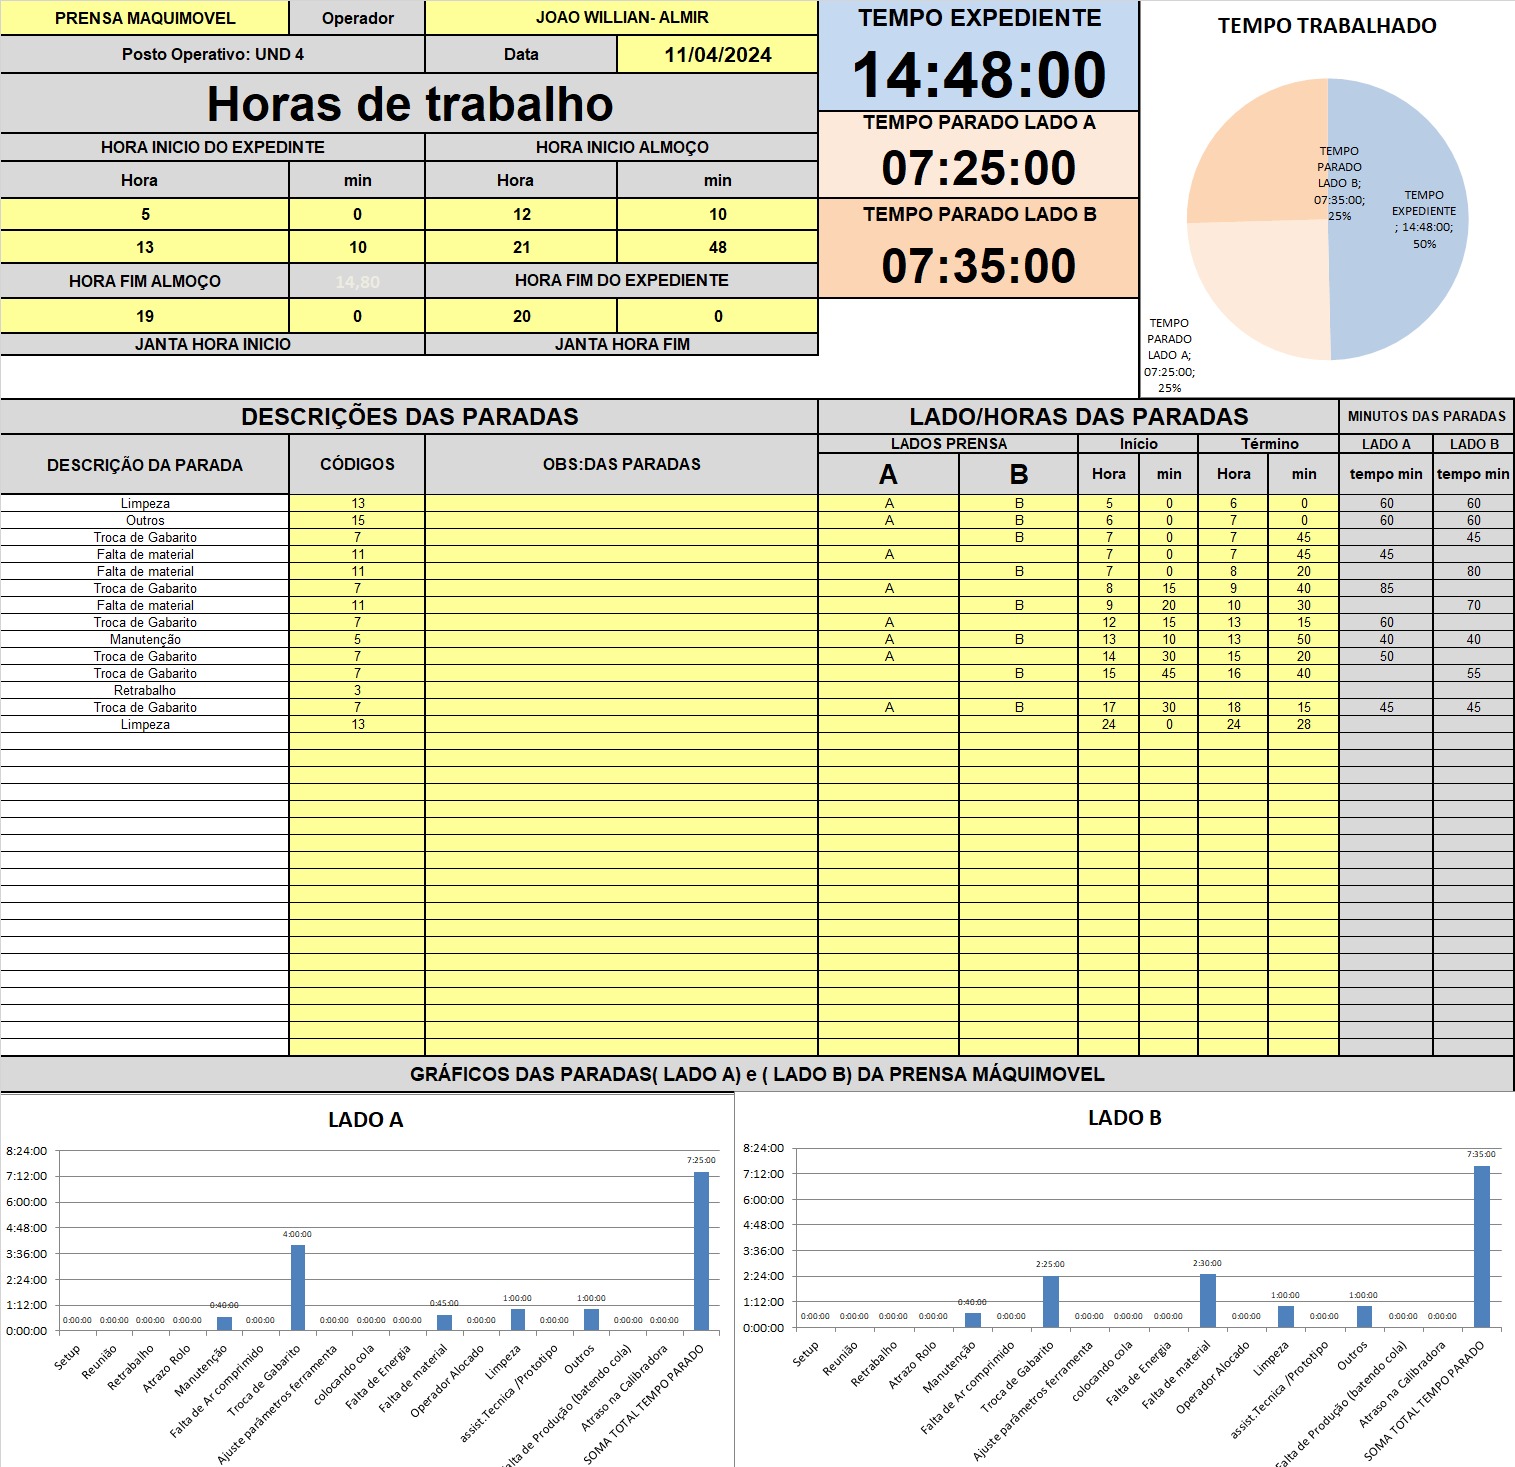 PRENSA MAQUIMOVEL Operador JOAO WILLIAN- ALMIR
Posto Operativo: UND 4 Data 11/04/2024
Horas de trabalho
HORA INICIO DO EXPEDINTE HORA INICIO ALMOÇO
Hora min Hora min
5 0 12 10
13 10 21 48
HORA FIM ALMOÇO 14,80 HORA FIM DO EXPEDIENTE
19 0 20 0
JANTA HORA INICIO JANTA HORA FIM
TEMPO EXPEDIENTE
14:48:00
TEMPO PARADO LADO A
07:25:00
TEMPO PARADO LADO B
07:35:00
TEMPO TRABALHADO
TEMPO
PARADO
LADO B;
07:35:00;
25%
TEMPO
EXPEDIENTE
; 14:48:00;
50%
TEMPO
PARADO
LADO A;
07:25:00;
25%
DESCRIÇÕES DAS PARADAS LADO/HORAS DAS PARADAS MINUTOS DAS PARADAS
DESCRIÇÃO DA PARADA CÓDIGOS OBS:DAS PARADAS LADOS PRENSA Início Término LADO A LADO B
A B Hora min Hora min tempo min tempo min
Limpeza 13 A B 5 0 6 0 60 60
Outros 15 A B 6 0 7 0 60 60
Troca de Gabarito 7 B 7 0 7 45 45
Falta de material 11 A 7 0 7 45 45
Falta de material 11 B 7 0 8 20 80
Troca de Gabarito 7 A 8 15 9 40 85
Falta de material 11 B 9 20 10 30 70
Troca de Gabarito 7 A 12 15 13 15 60
Manutenção 5 A B 13 10 13 50 40 40
Troca de Gabarito 7 A 14 30 15 20 50
Troca de Gabarito 7 B 15 45 16 40 55
Retrabalho 3
Troca de Gabarito 7 A B 17 30 18 15 45 45
Limpeza 13 24 0 24 28
GRÁFICOS DAS PARADAS( LADO A) e ( LADO B) DA PRENSA MÁQUIMOVEL
LADO A
8:24:00
7:12:00
6:00:00
4:48:00
3:36:00
2:24:00
1:12:00
0:00:00
0:00:00 0:00:00 0:00:00 0:00:00 0:40:00 0:00:00 4:00:00 0:00:00 0:00:00 0:00:00 0:45:00 0:00:00 1:00:00 0:00:00 1:00:00 0:00:00 0:00:00 7:25:00
Setup
Reunião
Retrabalho
Atrazo Rolo
Manutenção
Falta de Ar comprimido
Troca de Gabarito
Ajuste parâmetros ferramenta
colocando cola
Falta de Energia
Falta de material
Operador Alocado
Limpeza
assist.Tecnica /Prototipo
Outros
Falta de Produção (batendo cola)
Atraso na Calibradora
SOMA TOTAL TEMPO PARADO
LADO B
8:24:00
7:12:00
6:00:00
4:48:00
3:36:00
2:24:00
1:12:00
0:00:00
0:00:00 0:00:00 0:00:00 0:00:00 0:40:00 0:00:00 2:25:00 0:00:00 0:00:00 0:00:00 2:30:00 0:00:00 1:00:00 0:00:00 1:00:00 0:00:00 0:00:00 7:35:00
Setup
Reunião
Retrabalho
Atrazo Rolo
Manutenção
Falta de Ar comprimido
Troca de Gabarito
Ajuste parâmetros ferramenta
colocando cola
Falta de Energia
Falta de material
Operador Alocado
Limpeza
assist.Tecnica /Prototipo
Outros
Falta de Produção (batendo cola)
Atraso na Calibradora
SOMA TOTAL TEMPO PARADO